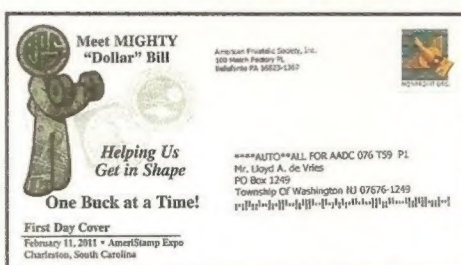 Meet MIGHTY
"Dollar" Bill
Helping Us
Get in Shape
One Buck at a Time!
First Day Cover
February 11, 2011 • AmeriStamp Expo
Charleston, South Carolina
American Philatelic Society, Inc.
100 Match Factory PL
Bellefonte PA 16823-1367
NONPROFIT ORG.
****AUTO**ALL FOR AADC 076 T59 P1
Mr. Lloyd A. de Vries
PO Box 1249
Township Of Washington NJ 07676-1249